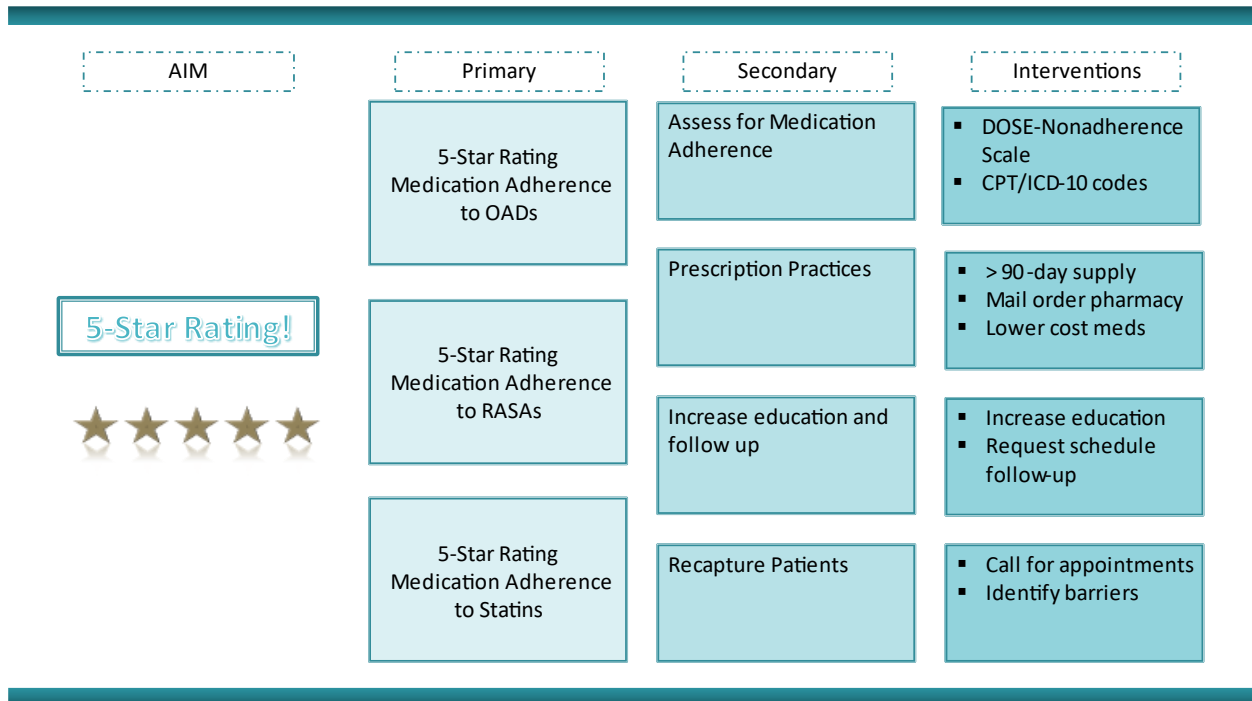 AIM
Primary
Secondary
Interventions
5-Star Rating!
5-Star Rating
Medication Adherence
to OADs
5-Star Rating
Medication Adherence
to RASAs
5-Star Rating
Medication Adherence
to Statins
Assess for Medication
Adherence
Prescription Practices
Increase education and
follow up
Recapture Patients
▪ DOSE-Nonadherence
Scale
▪ CPT/ICD-10 codes
▪ > 90-day supply
▪ Mail order pharmacy
▪ Lower cost meds
▪ Increase education
▪ Request schedule
follow-up
▪ Call for appointments
▪ Identify barriers